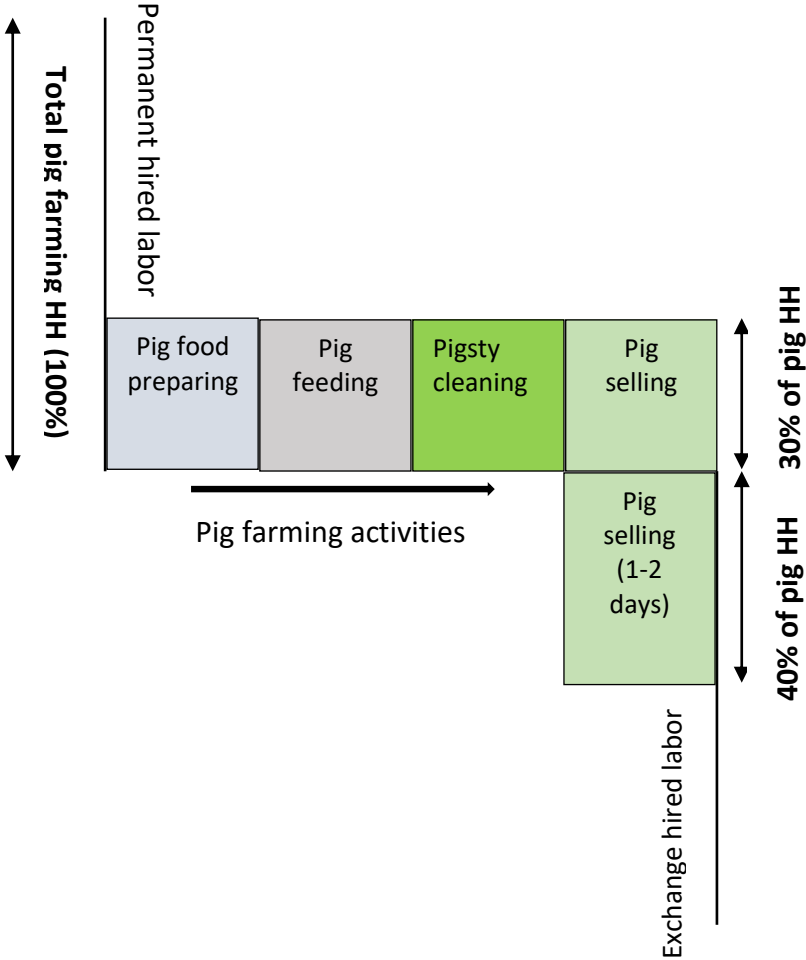 Total pig farming HH (100%)
Permanent hired labor
Pig food
preparing
Pig
feeding
Pigsty
cleaning
Pig
selling
30% of pig HH
Pig farming activities
Pig
selling
(1-2
days)
40% of pig HH
Exchange hired labor